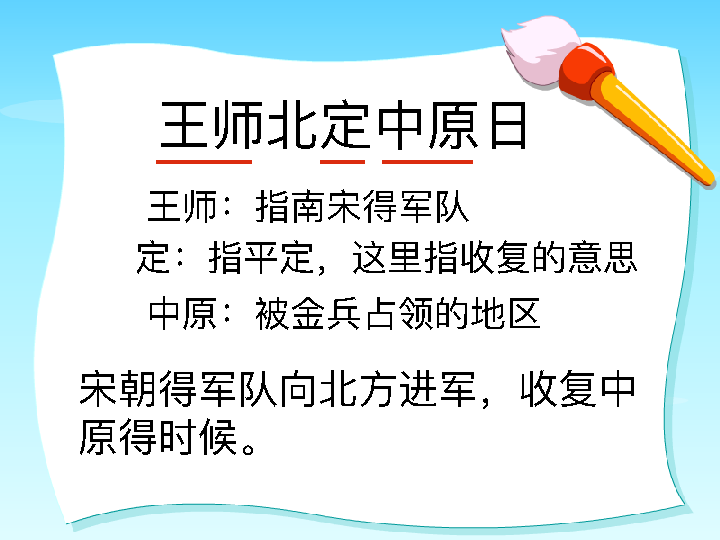 王师北定中原日
王师：指南宋得军队
定：指平定，这里指收复的意思
中原：被金兵占领的地区
宋朝得军队向北方进军，收复中
原得时候。